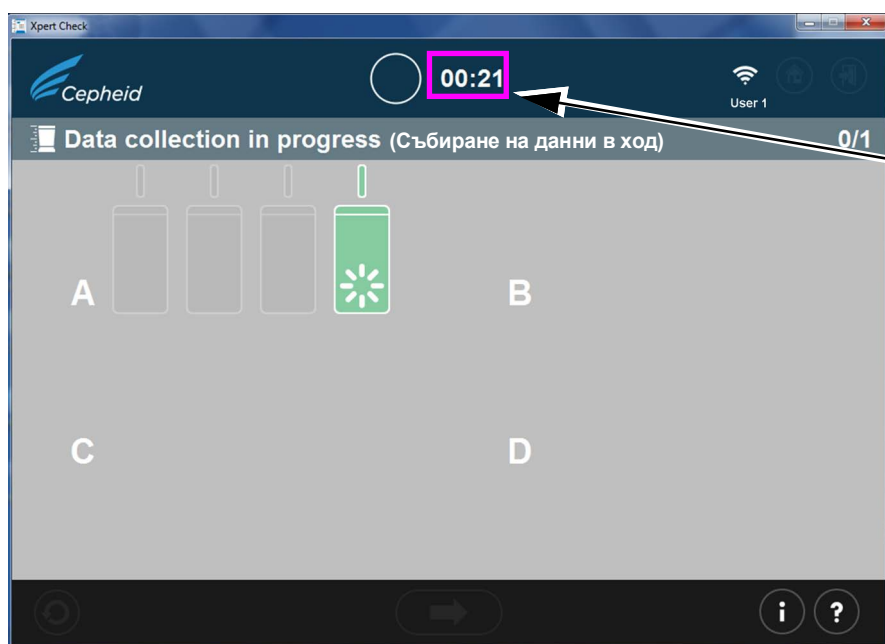 Xpert Check
Cepheid
00:21
User 1
Data collection in progress (Събиране на данни в ход)
0/1
A
B
C
D
i
?